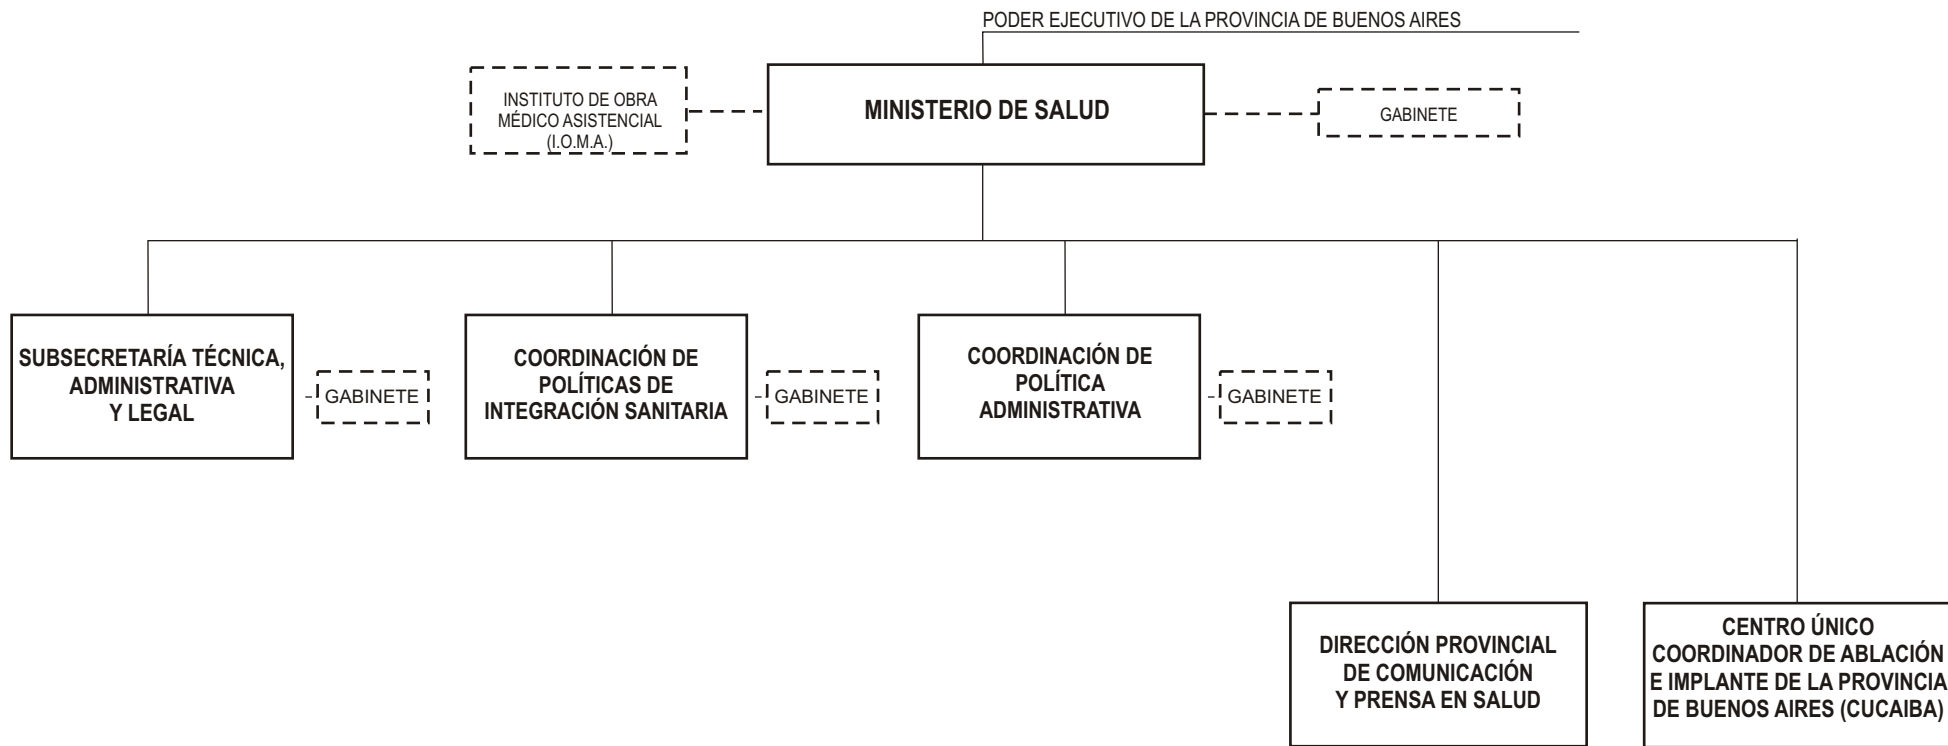 PODER EJECUTIVO DE LA PROVINCIA DE BUENOS AIRES
INSTITUTO DE OBRA
MÉDICO ASISTENCIAL
(I.O.M.A.)
MINISTERIO DE SALUD
GABINETE
SUBSECRETARÍA TÉCNICA,
ADMINISTRATIVA
Y LEGAL
GABINETE
COORDINACIÓN DE
POLÍTICAS DE
INTEGRACIÓN SANITARIA
GABINETE
COORDINACIÓN DE
POLÍTICA
ADMINISTRATIVA
GABINETE
DIRECCIÓN PROVINCIAL
DE COMUNICACIÓN
Y PRENSA EN SALUD
CENTRO ÚNICO
COORDINADOR DE ABLACIÓN
E IMPLANTE DE LA PROVINCIA
DE BUENOS AIRES (CUCAIBA)